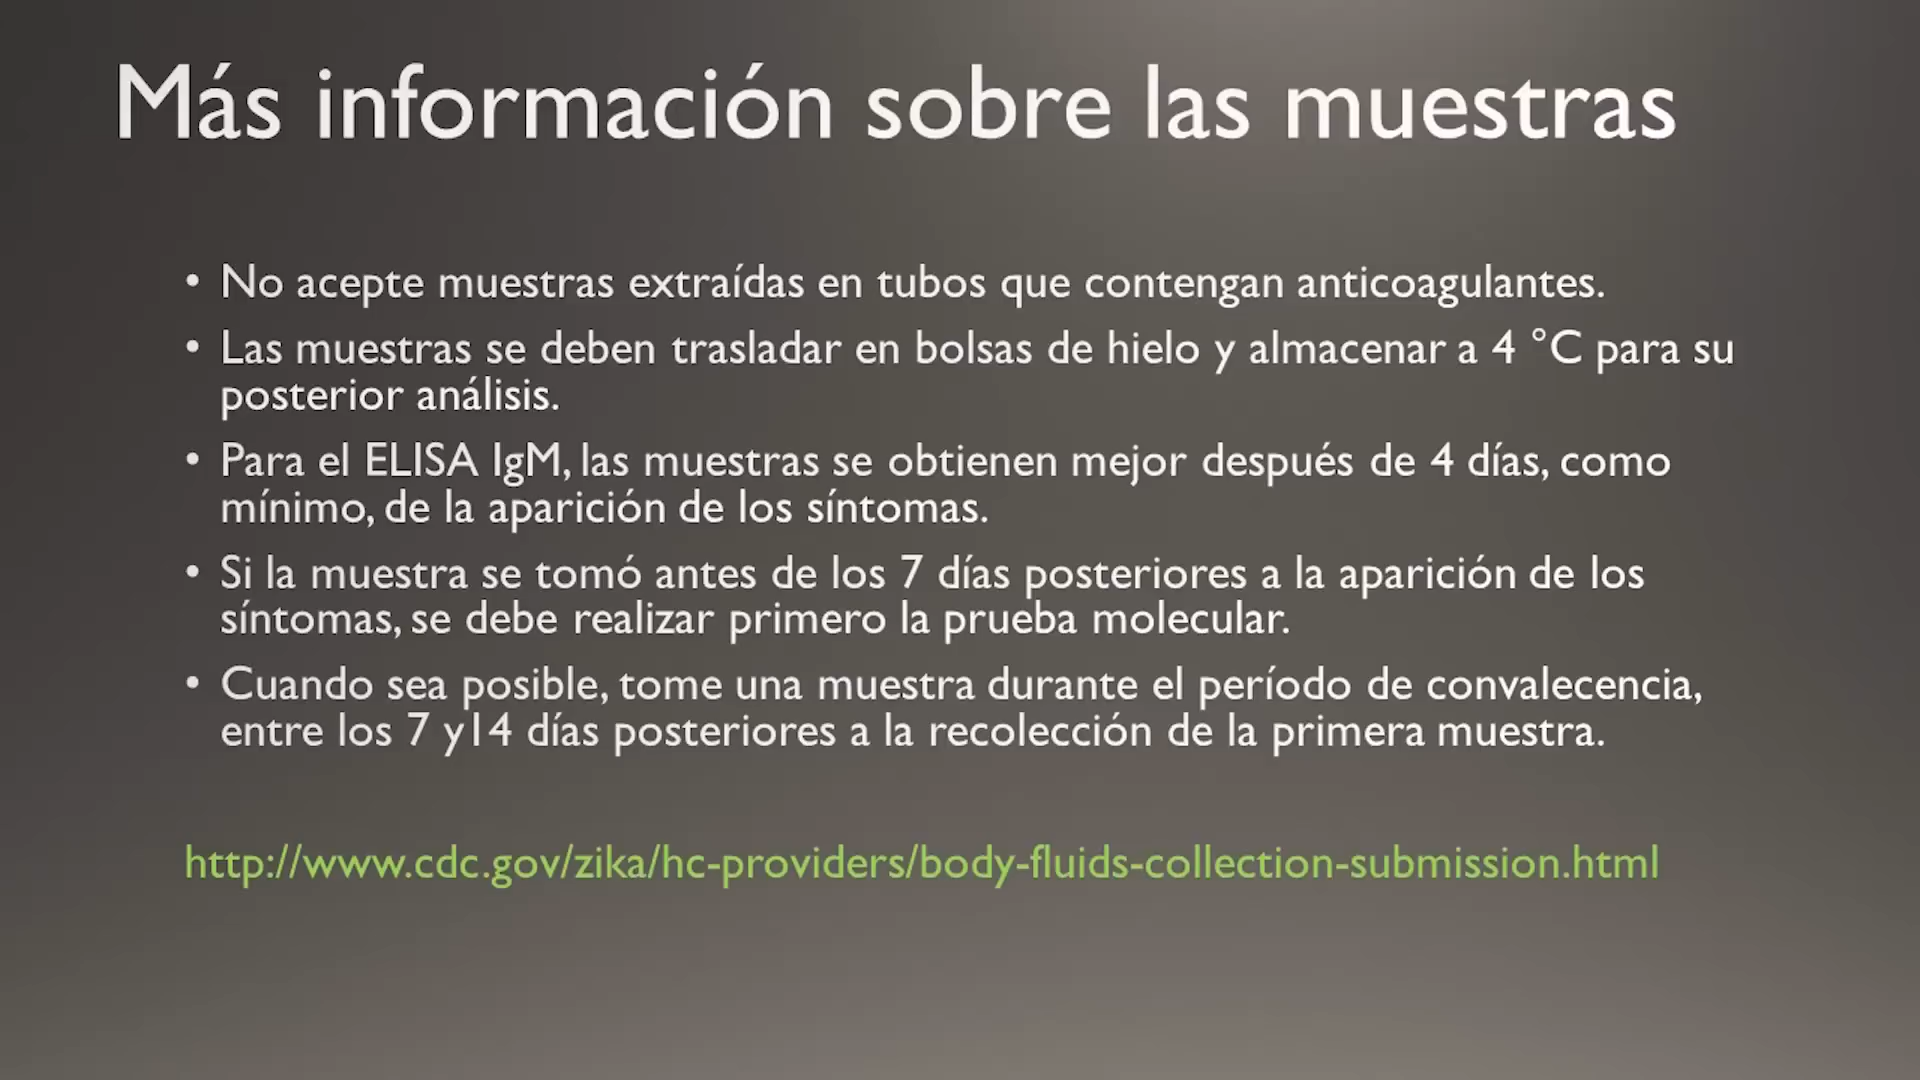 Más información sobre las muestras
• No acepte muestras extraídas en tubos que contengan anticoagulantes.
• Las muestras se deben trasladar en bolsas de hielo y almacenar a 4 °C para su
posterior análisis.
• Para el ELISA IgM, las muestras se obtienen mejor después de 4 días, como
mínimo, de la aparición de los síntomas.
• Si la muestra se tomó antes de los 7 días posteriores a la aparición de los
síntomas, se debe realizar primero la prueba molecular.
• Cuando sea posible, tome una muestra durante el período de convalecencia,
entre los 7 y14 días posteriores a la recolección de la primera muestra.
http://www.cdc.gov/zika/hc-providers/body-fluids-collection-submission.html